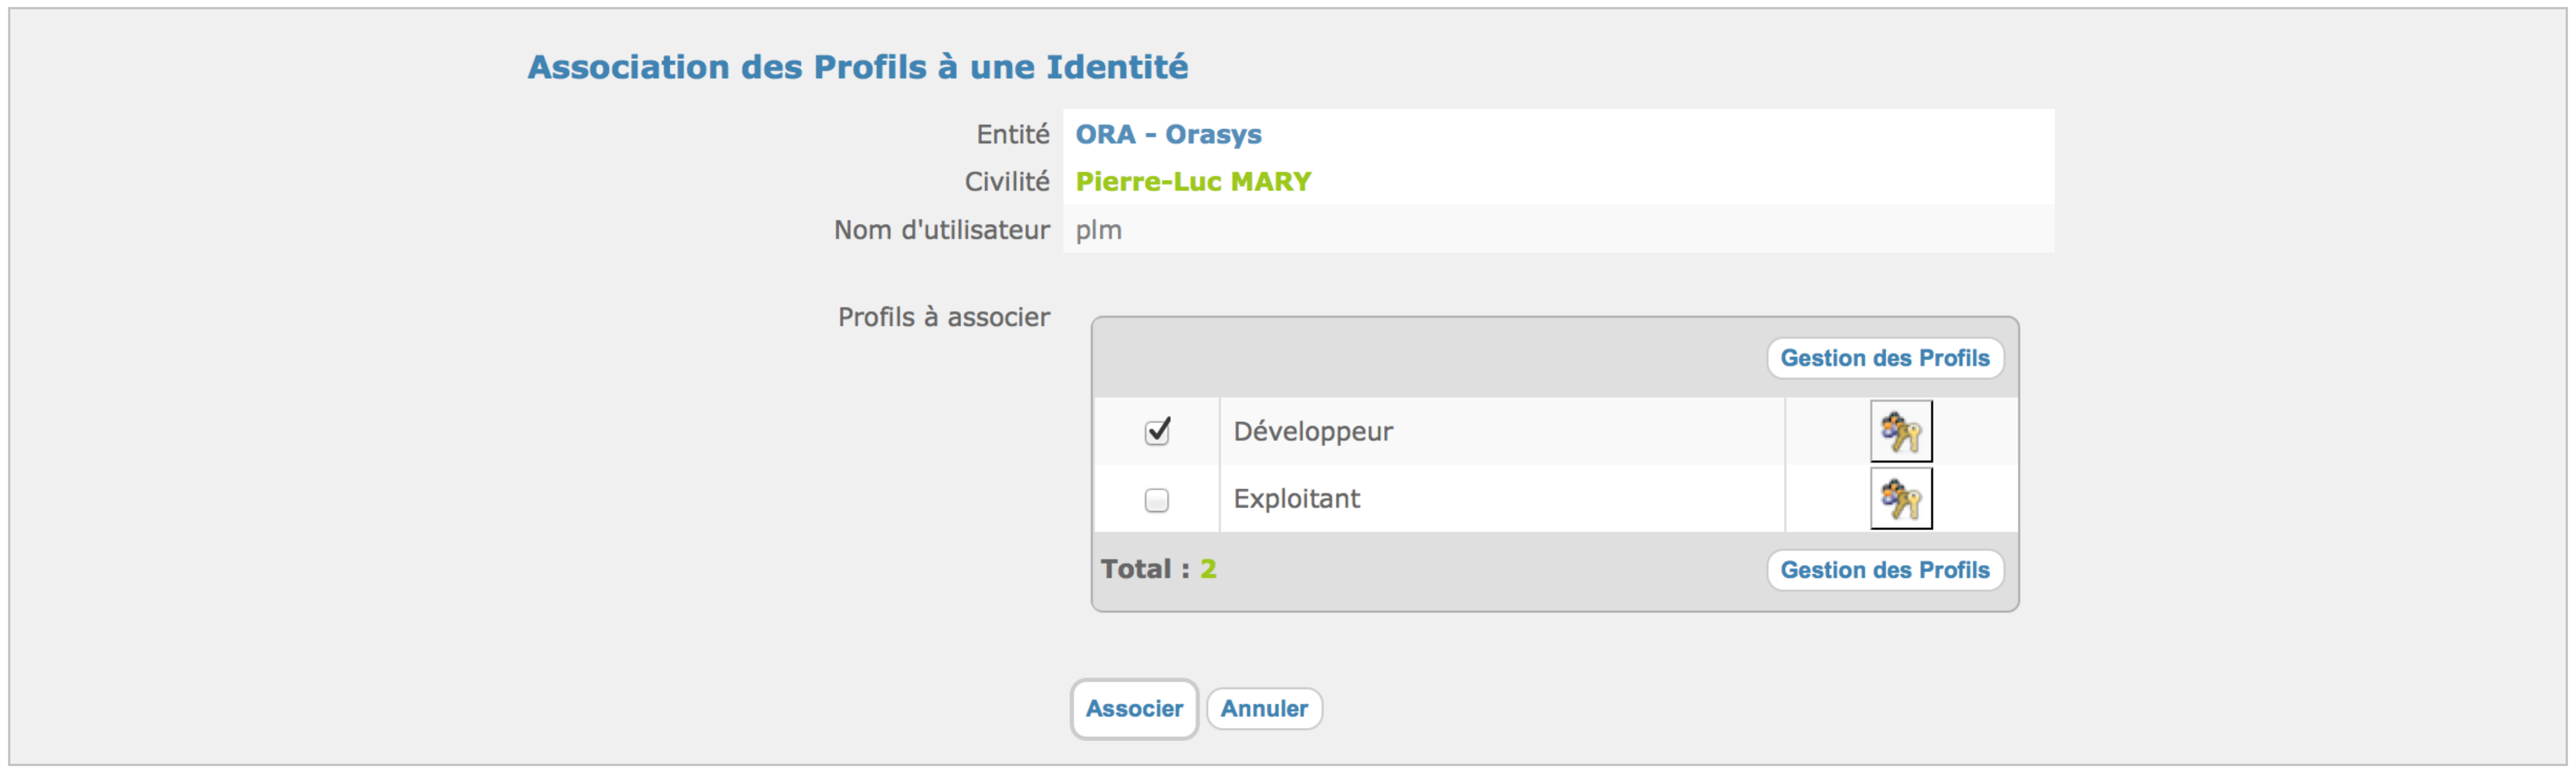 Association des Profils à une Identité
Entité ORA - Orasys
Civilité Pierre-Luc MARY
Nom d'utilisateur plm
Profils à associer
Gestion des Profils
Développeur
Exploitant
Total : 2 Gestion des Profils
Associer Annuler